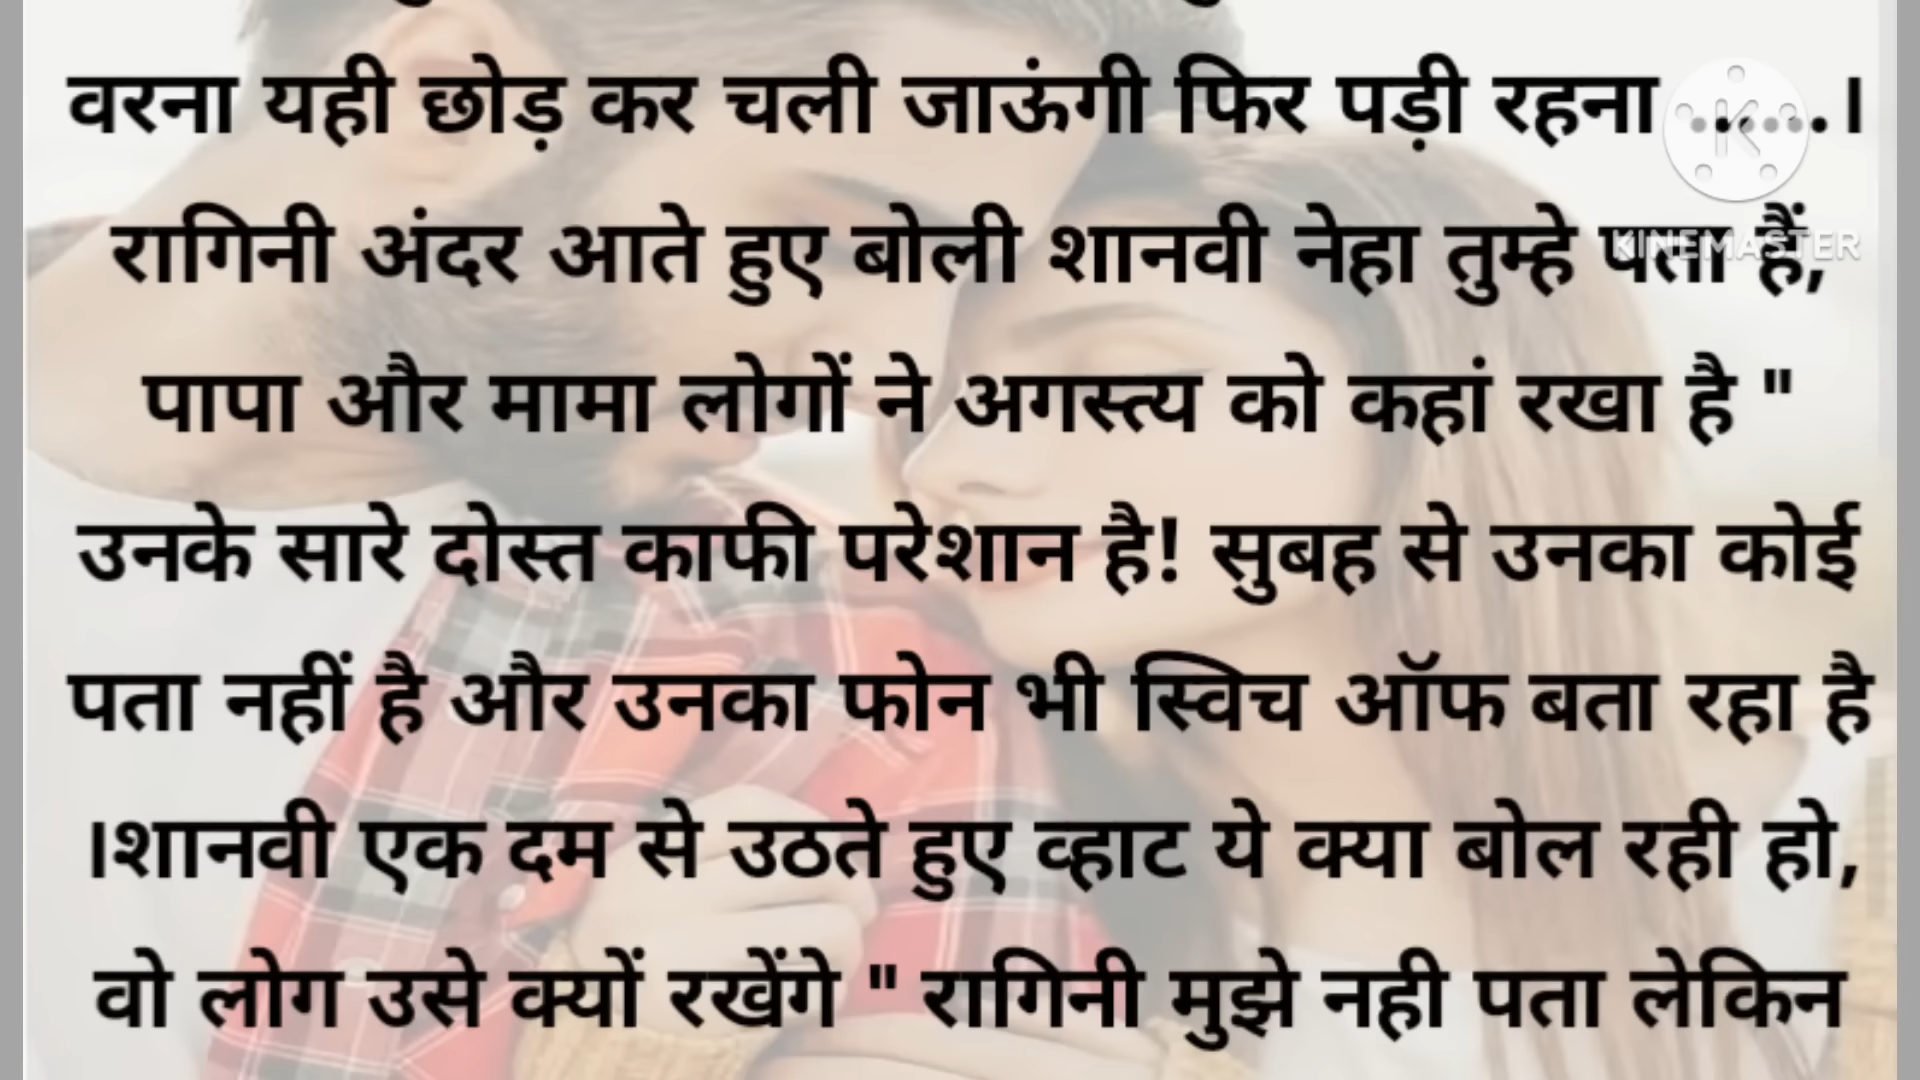 वरना यही छोड़ कर चली जाऊंगी फिर पड़ी रहना ......।
रागिनी अंदर आते हुए बोली शानवी नेहा तुम्हे पता हैं,
KINEMASTER
पापा और मामा लोगों ने अगस्त्य को कहां रखा है "
उनके सारे दोस्त काफी परेशान है! सुबह से उनका कोई
पता नहीं है और उनका फोन भी स्विच ऑफ बता रहा है
।शानवी एक दम से उठते हुए व्हाट ये क्या बोल रही हो,
वो लोग उसे क्यों रखेंगे " रागिनी मुझे नही पता लेकिन